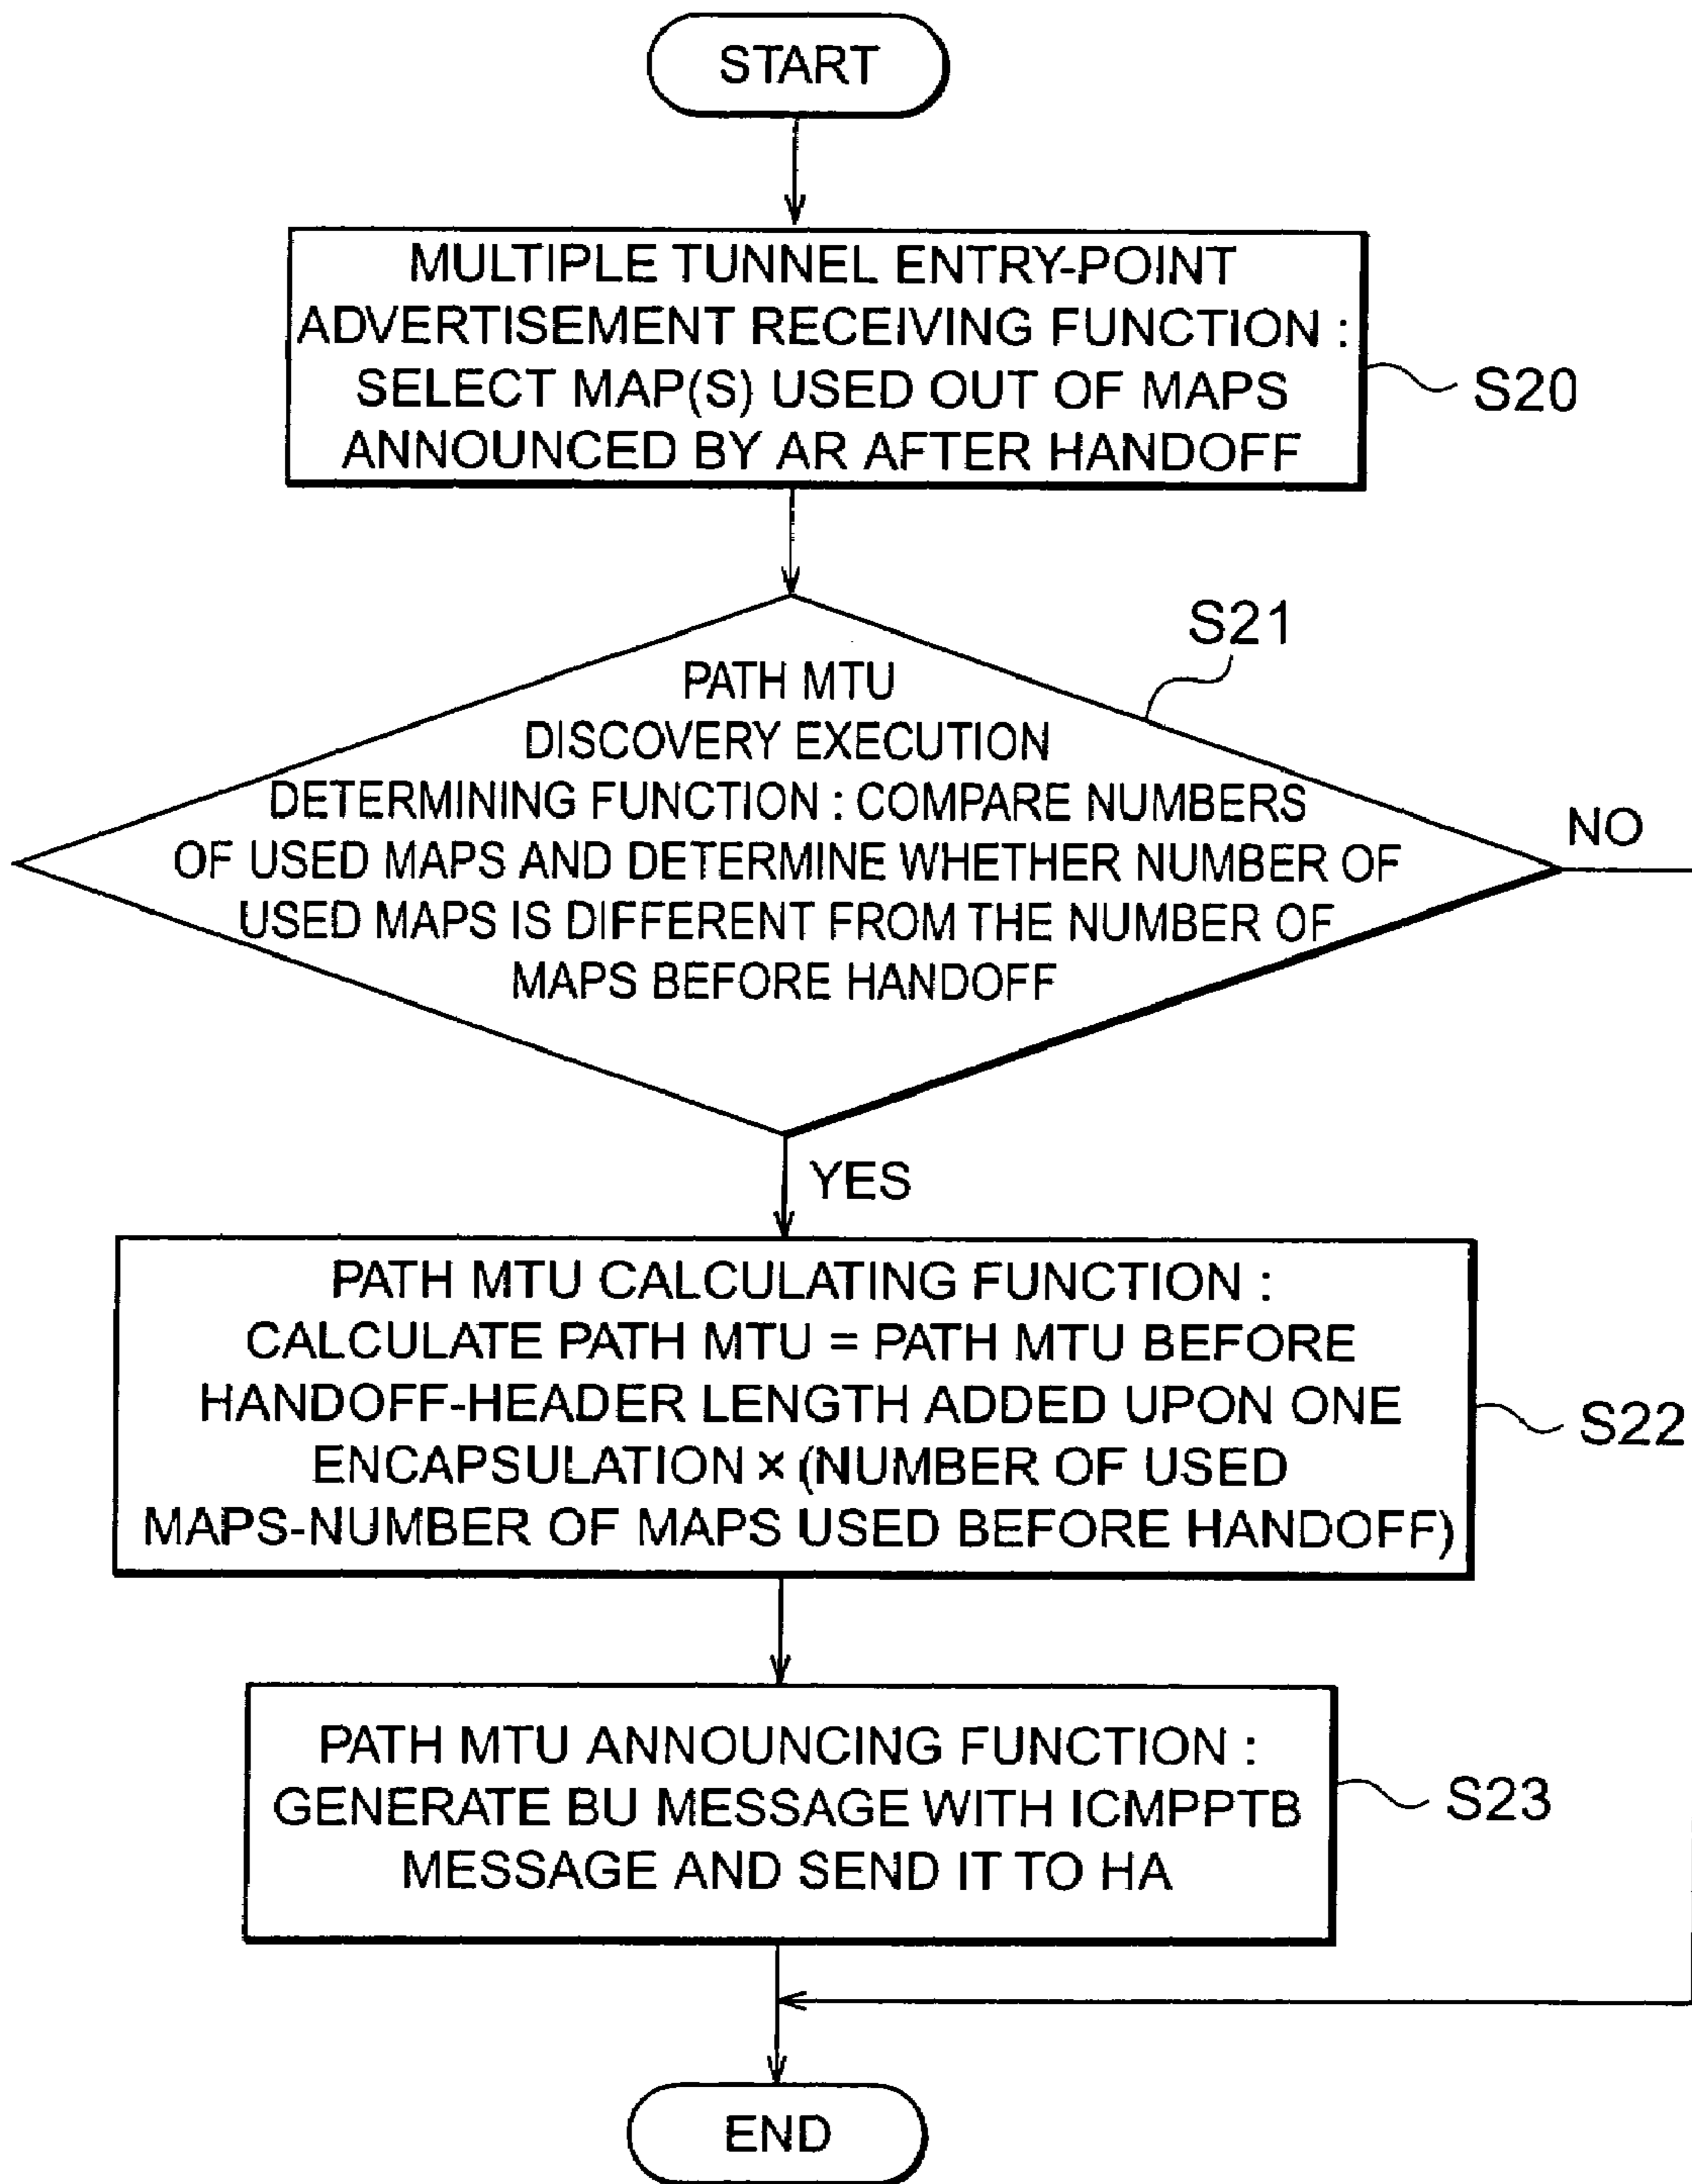 START
MULTIPLE TUNNEL ENTRY-POINT
ADVERTISEMENT RECEIVING FUNCTION :
SELECT MAP(S) USED OUT OF MAPS
ANNOUNCED BY AR AFTER HANDOFF
S20
S21
PATH MTU
DISCOVERY EXECUTION
DETERMINING FUNCTION : COMPARE NUMBERS
OF USED MAPS AND DETERMINE WHETHER NUMBER OF
USED MAPS IS DIFFERENT FROM THE NUMBER OF
MAPS BEFORE HANDOFF
NO
YES
PATH MTU CALCULATING FUNCTION :
CALCULATE PATH MTU = PATH MTU BEFORE
HANDOFF-HEADER LENGTH ADDED UPON ONE
ENCAPSULATION × (NUMBER OF USED
MAPS-NUMBER OF MAPS USED BEFORE HANDOFF)
S22
PATH MTU ANNOUNCING FUNCTION :
GENERATE BU MESSAGE WITH ICMPPTB
MESSAGE AND SEND IT TO HA
S23
END